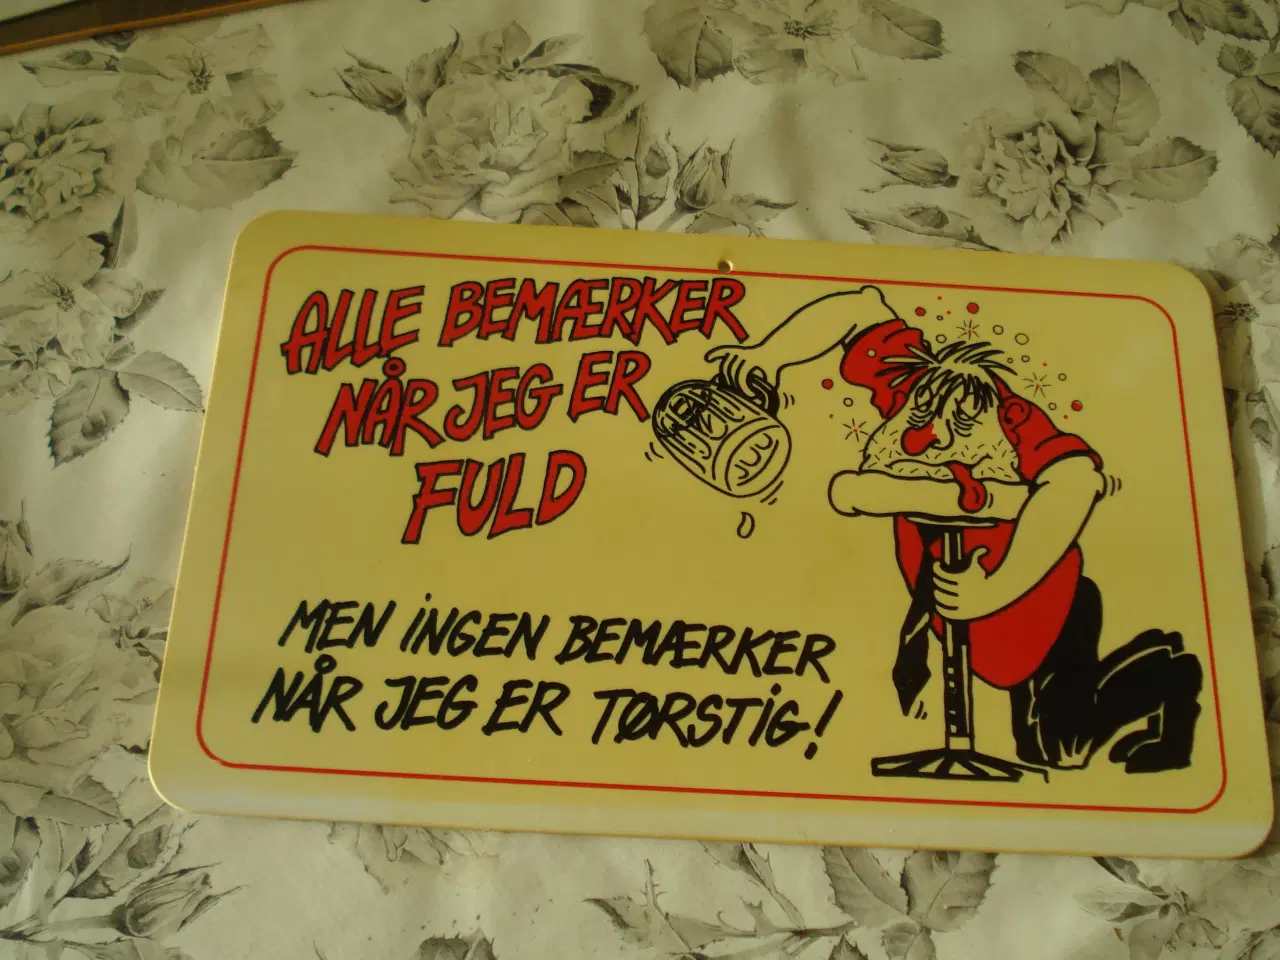 ALLE BEMÆRKER
NÅR JEG ER
FULD
MEN INGEN BEMÆRKER
NÅR JEG ER TØRSTIG!